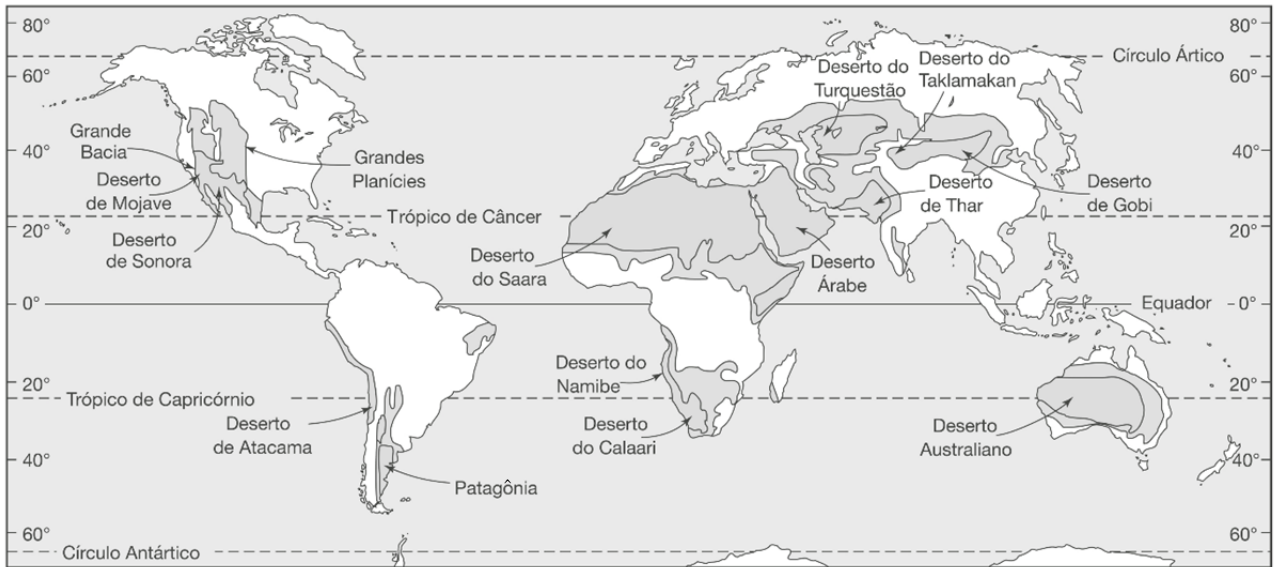 80°
80°
Círculo Ártico
60°
60°
Deserto do
Turquestão
Deserto do
Taklamakan
Grande
Bacia
40°
40°
Grandes
Planícies
Deserto
de Mojave
Deserto
de Thar
Deserto
de Gobi
Trópico de Câncer
20°
20°
Deserto
de Sonora
Deserto
do Saara
Deserto
Árabe
0°
Equador
0°
Deserto do
Namibe
20°
20°
Trópico de Capricórnio
Deserto
de Atacama
Deserto
do Calaari
Deserto
Australiano
40°
40°
Patagônia
60°
60°
Círculo Antártico